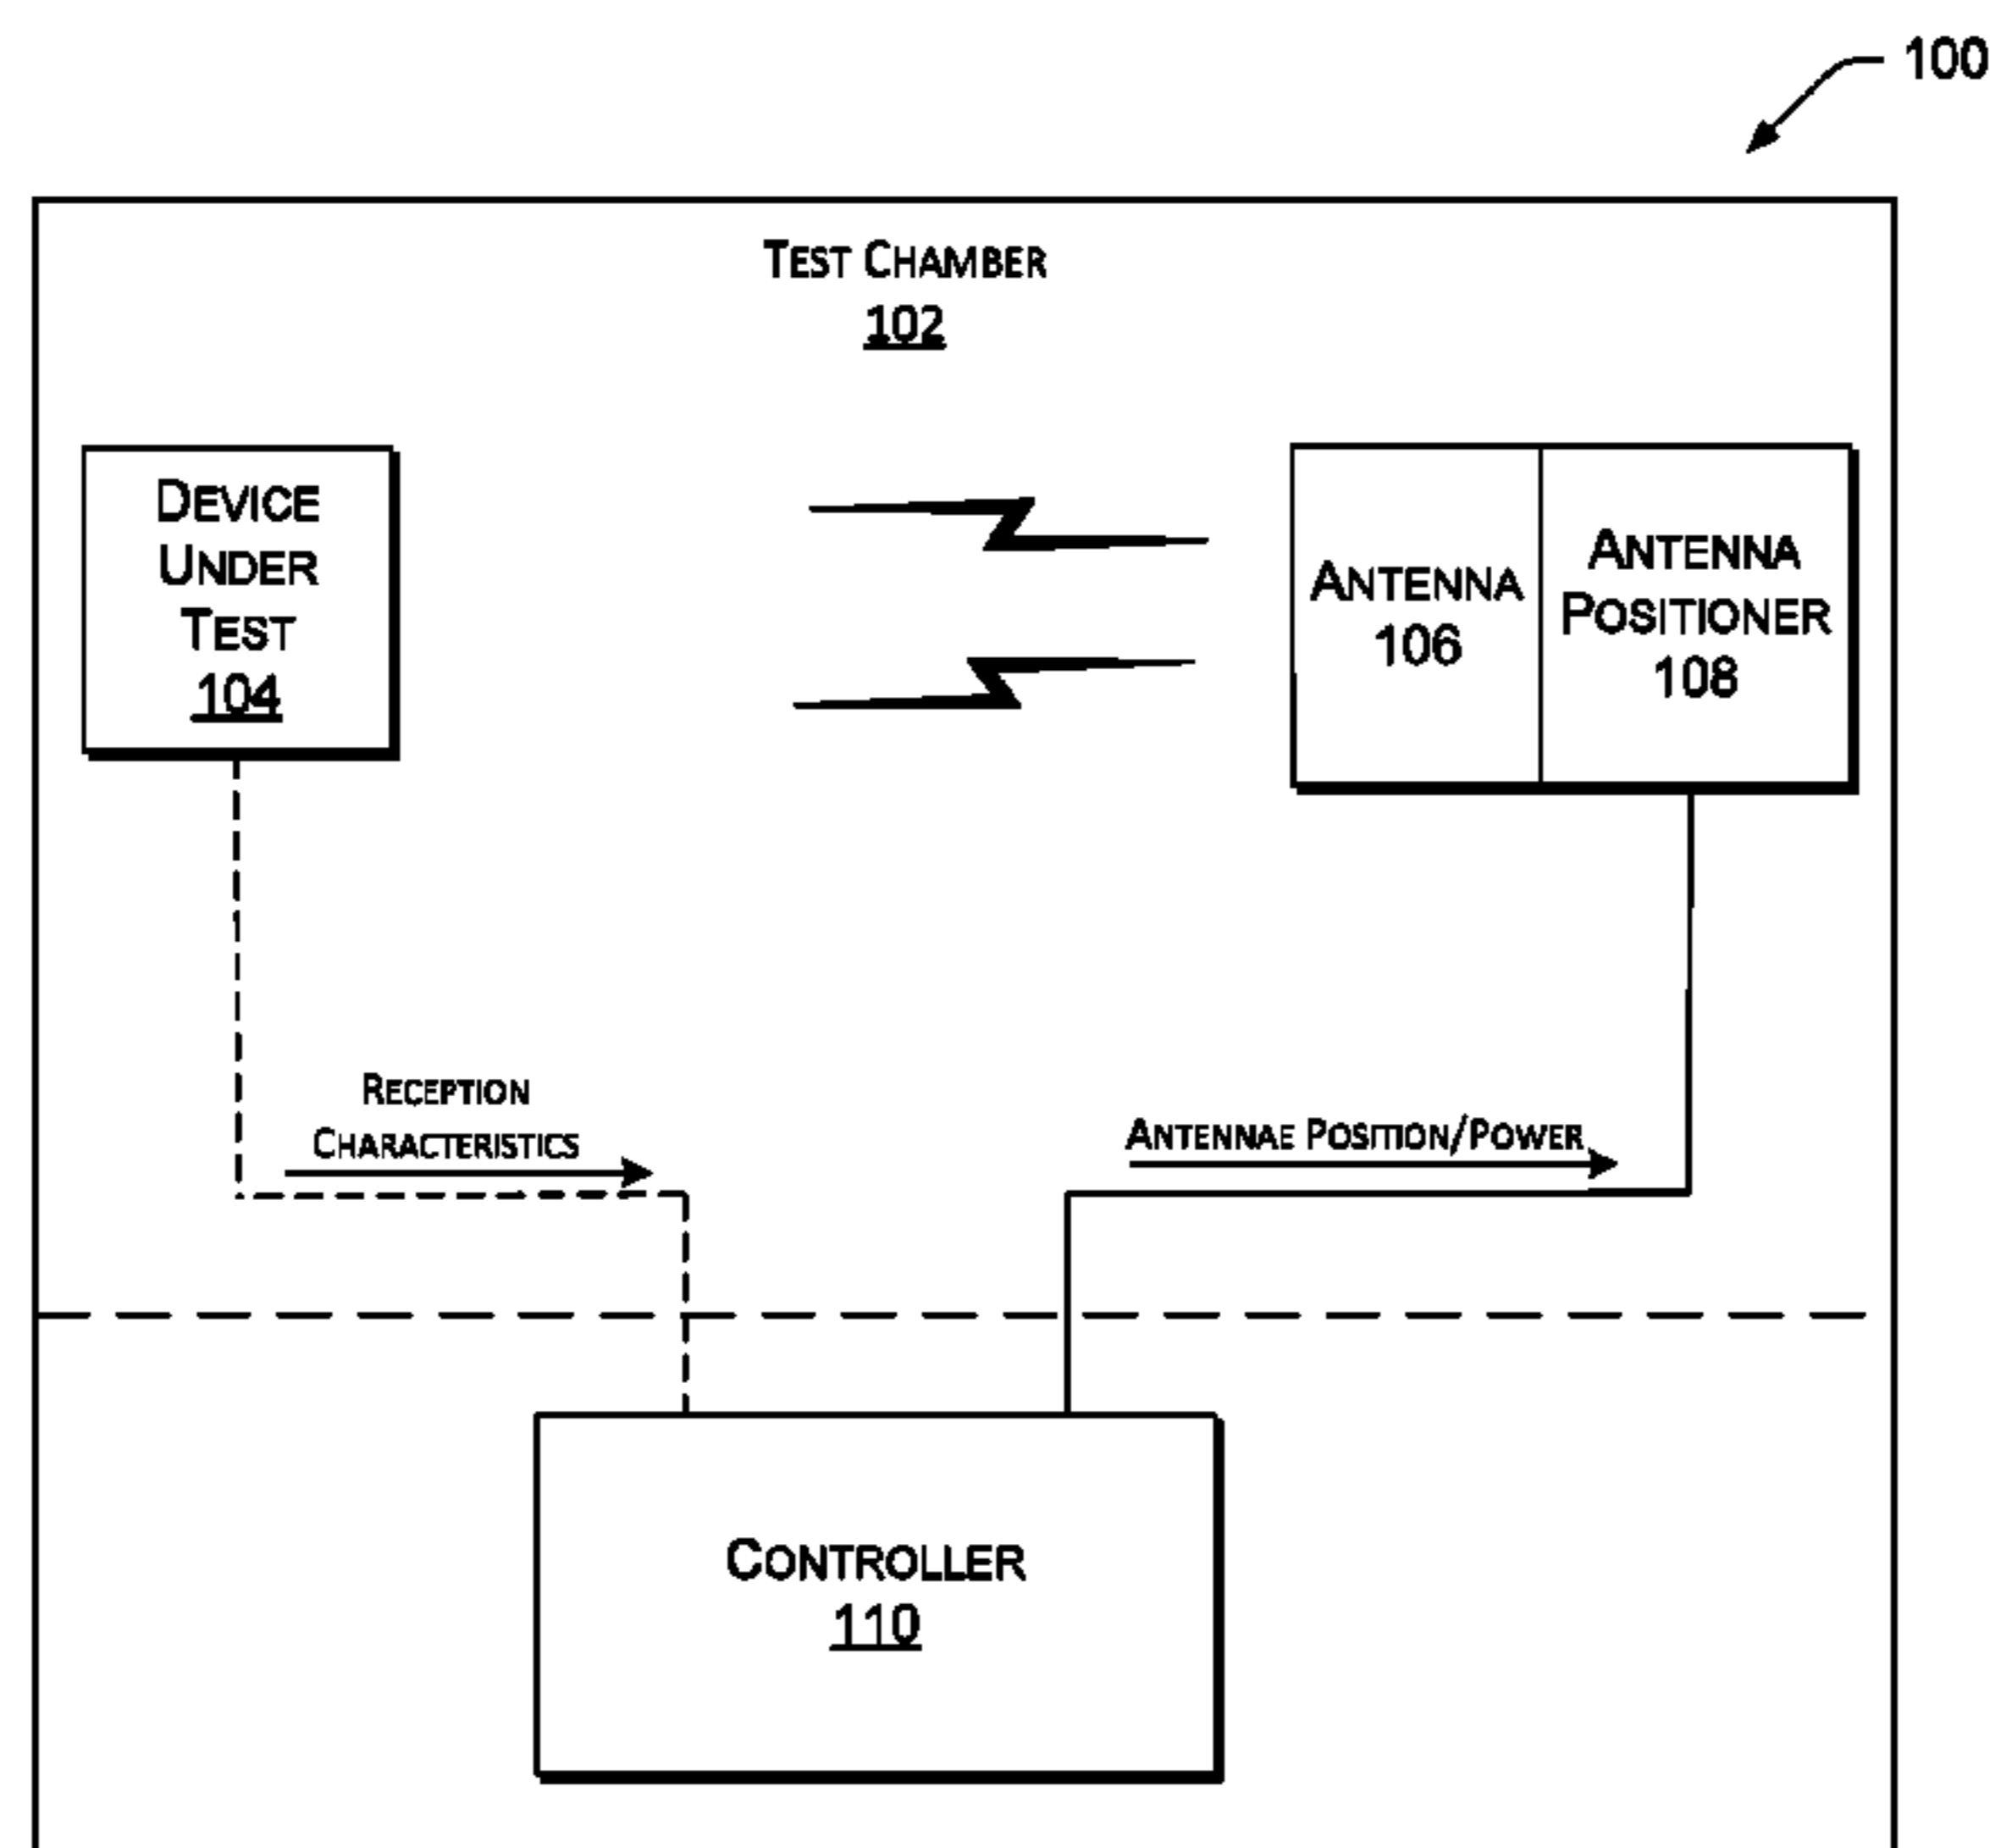 100
TEST CHAMBER
102
DEVICE
UNDER
TEST
104
ANTENNA
106
ANTENNA
POSITIONER
108
RECEPTION
CHARACTERISTICS
ANTENNAE POSITION/POWER
CONTROLLER
110